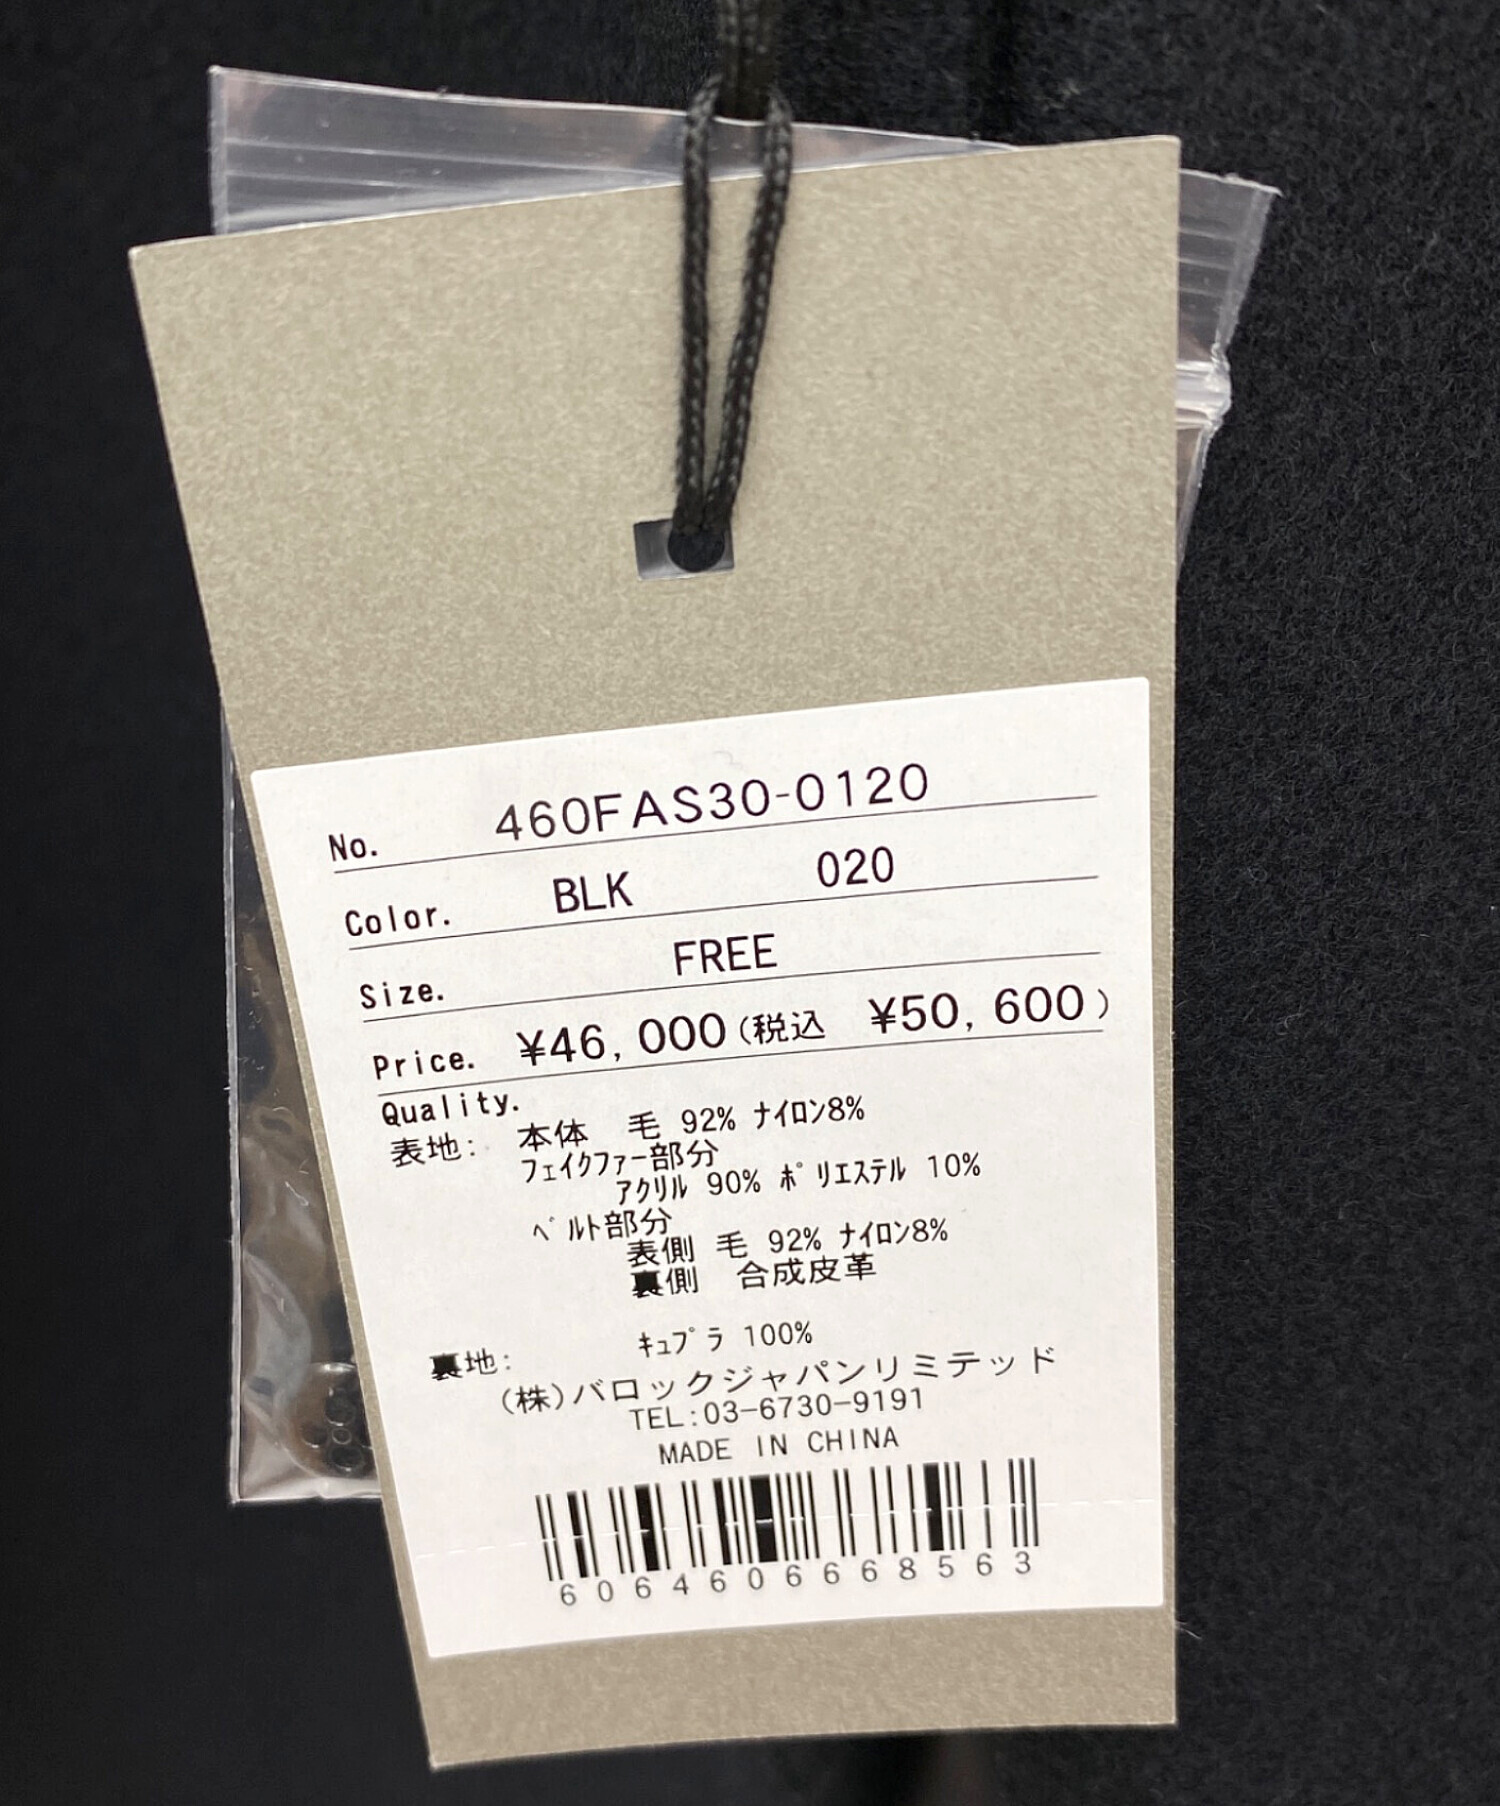 No. 460FAS30-0120
Color. BLK 020
Size. FREE
Price. ¥46,000(税込 ¥50,600)
Quality.
表地: 本体 毛 92% ﾅｲﾛﾝ8%
ﾌｪｲｸﾌｧｰ部分
ｱｸﾘﾙ 90% ﾎﾟﾘｴｽﾃﾙ 10%
ﾍﾞﾙﾄ部分
表側 毛 92% ﾅｲﾛﾝ8%
裏側 合成皮革
裏地: ｷｭﾌﾟﾗ 100%
(株)バロックジャパンリミテッド
TEL:03-6730-9191
MADE IN CHINA
6064606668563